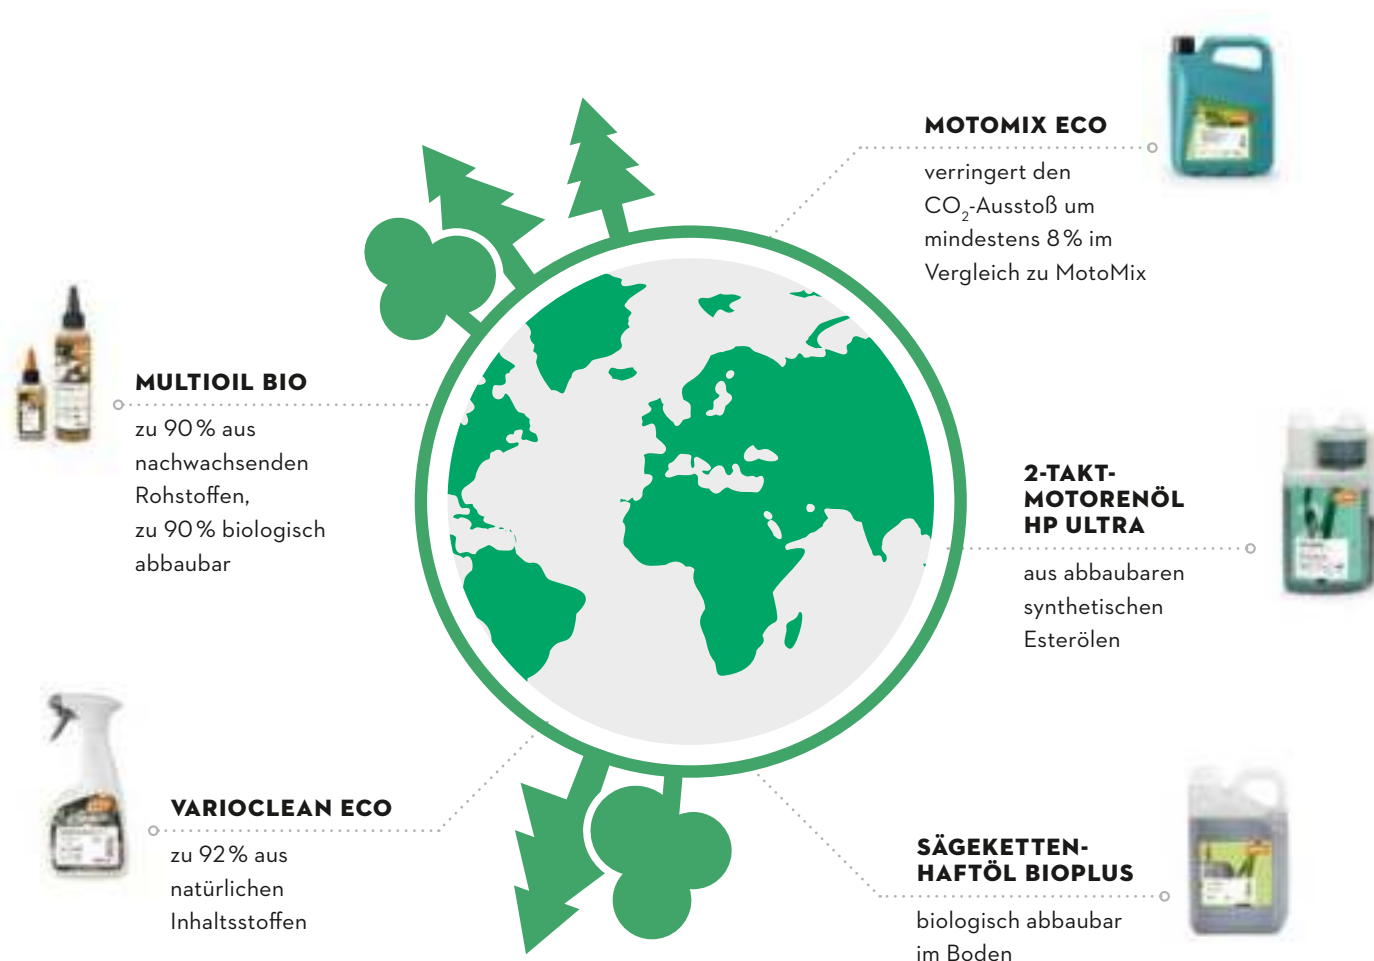 MOTOMIX ECO
verringert den
CO₂-Ausstoß um
mindestens 8 % im
Vergleich zu MotoMix
MULTIOIL BIO
zu 90 % aus
nachwachsenden
Rohstoffen,
zu 90 % biologisch
abbaubar
2-TAKT-
MOTORENÖL
HP ULTRA
aus abbaubaren
synthetischen
Esterölen
VARIOCLEAN ECO
zu 92 % aus
natürlichen
Inhaltsstoffen
SÄGEKETTEN-
HAFTÖL BIOPLUS
biologisch abbaubar
im Boden